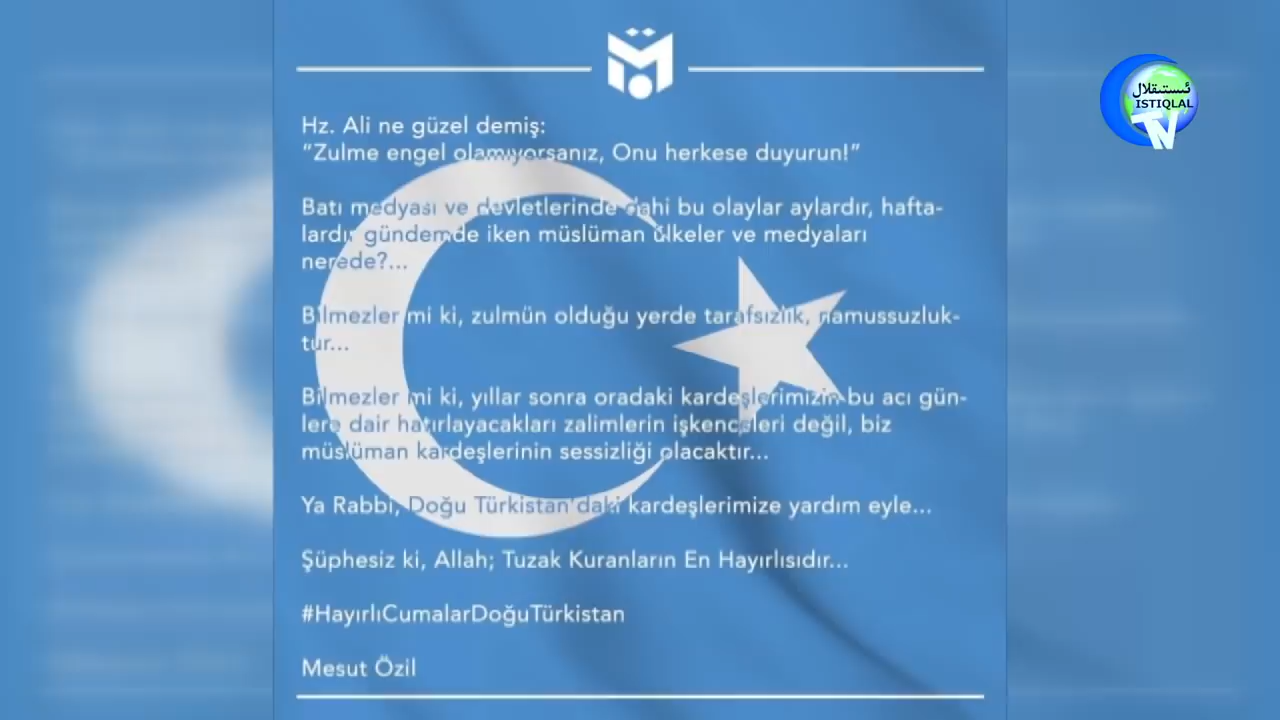 Hz. Ali ne güzel demiş:
“Zulme engel olamıyorsanız, Onu herkese duyurun!”
Batı medyası ve devletlerinde dahi bu olaylar aylardır, hafta-
lardır gündemde iken müslüman ülkeler ve medyaları
nerede?...
Bilmezler mi ki, zulmün olduğu yerde tarafsızlık, namussuzluk-
tur...
Bilmezler mi ki, yıllar sonra oradaki kardeşlerimizin bu acı gün-
lere dair hatırlayacakları zalimlerin işkenceleri değil, biz
müslüman kardeşlerinin sessizliği olacaktır...
Ya Rabbi, Doğu Türkistan’daki kardeşlerimize yardım eyle...
Şüphesiz ki, Allah; Tuzak Kuranların En Hayırlısıdır...
#HayırlıCumalarDoğuTürkistan
Mesut Özil
ئىستىقلال
ISTIQLAL
TV